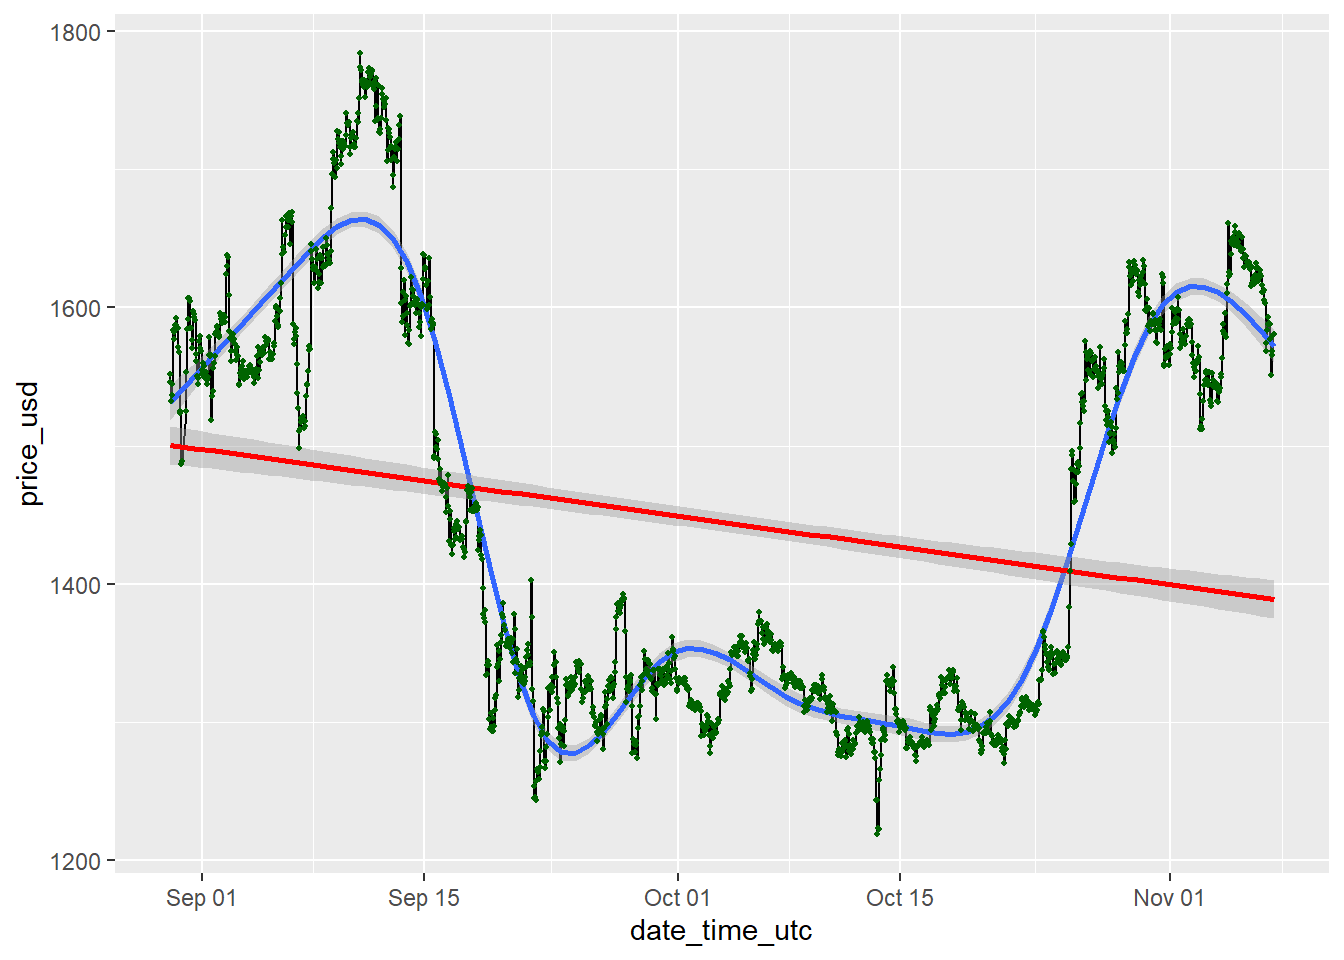 1800
1600
1400
1200
price_usd
Sep 01
Sep 15
Oct 01
Oct 15
Nov 01
date_time_utc